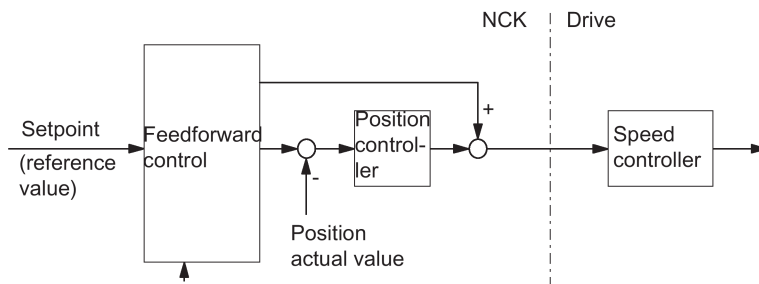 NCK
Drive
Setpoint
(reference
value)
Feedforward
control
-
Position
actual value
Position
control-
ler
+
Speed
controller